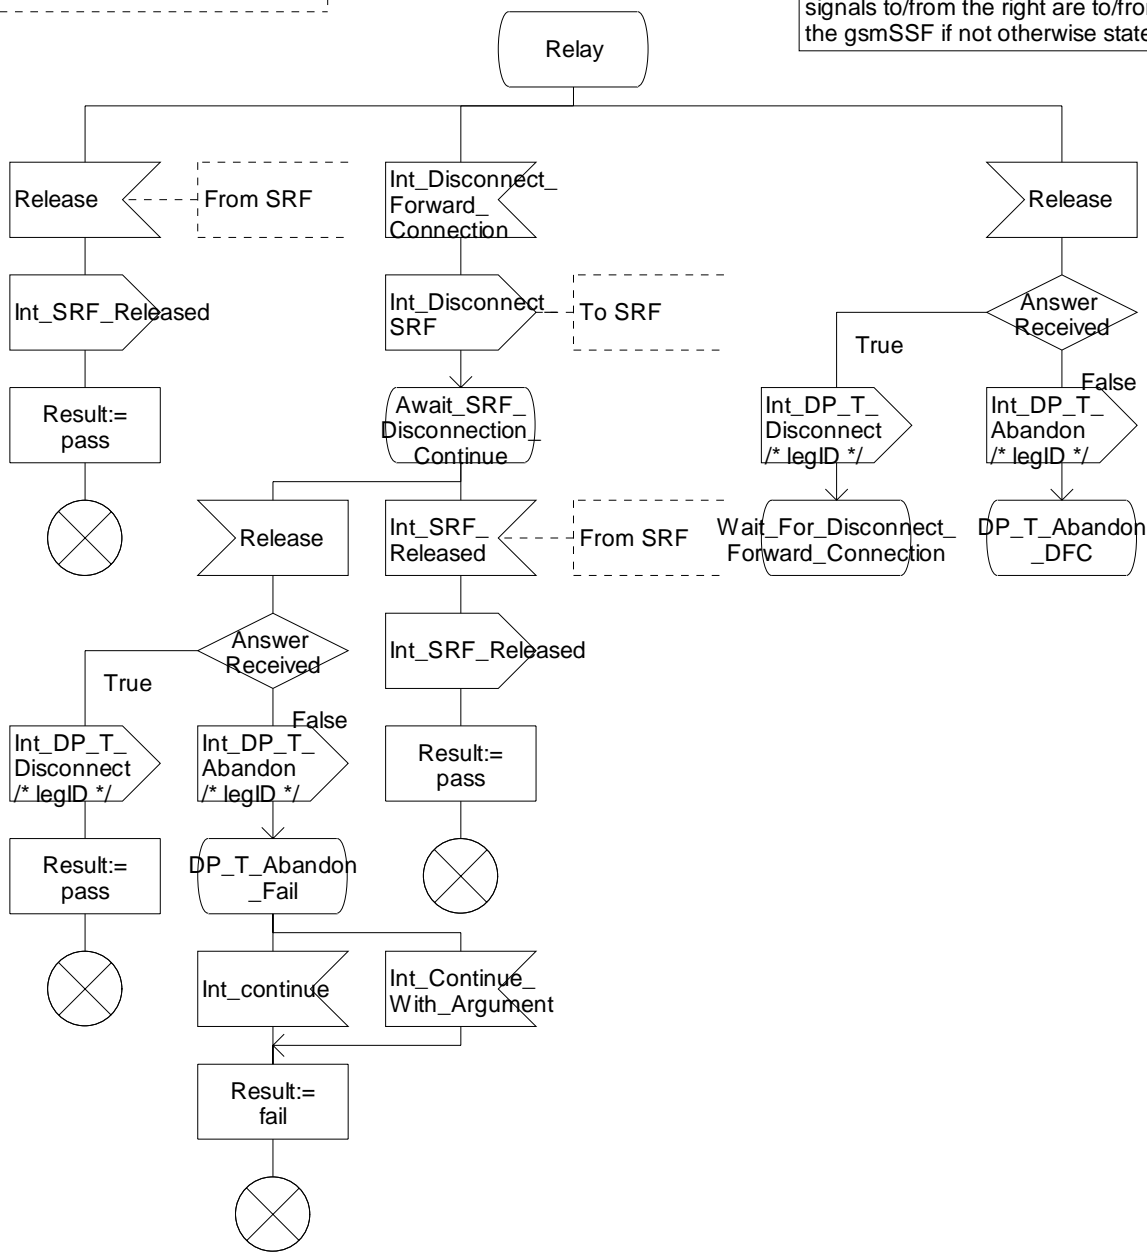 signals to/from the right are to/from
the gsmSSF if not otherwise state
Relay
Release
From SRF
Int_Disconnect_
Forward_
Connection
Release
Int_SRF_Released
Int_Disconnect_
SRF
To SRF
Answer
Received
True
False
Result:=
pass
Await_SRF_
Disconnection_
Continue
Int_DP_T_
Disconnect
/* legID */
Int_DP_T_
Abandon
/* legID */
Release
Int_SRF_
Released
From SRF
Wait_For_Disconnect_
Forward_Connection
DP_T_Abandon
_DFC
Answer
Received
True
False
Int_SRF_Released
Int_DP_T_
Disconnect
/* legID */
Int_DP_T_
Abandon
/* legID */
Result:=
pass
Result:=
pass
DP_T_Abandon
_Fail
Int_continue
Int_Continue_
With_Argument
Result:=
fail